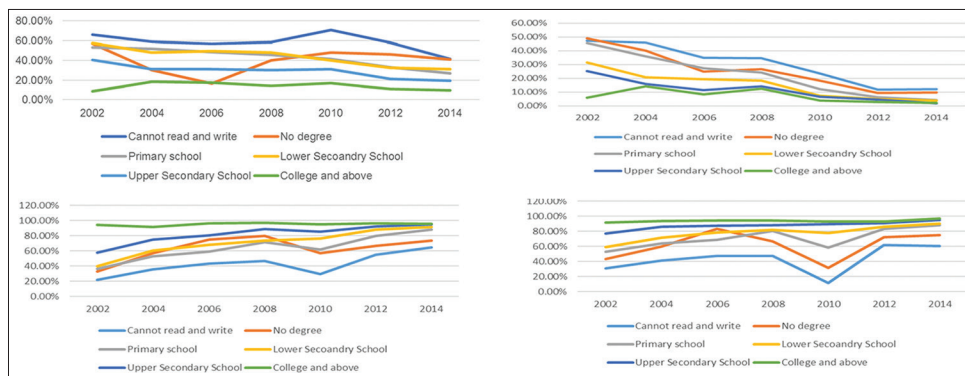 80.00%
60.00%
40.00%
20.00%
0.00%
2002 2004 2006 2008 2010 2012 2014
Cannot read and write No degree
Primary school Lower Secoandry School
Upper Secondary School College and above
60.00%
50.00%
40.00%
30.00%
20.00%
10.00%
0.00%
2002 2004 2006 2008 2010 2012 2014
Cannot read and write No degree
Primary school Lower Secoandry School
Upper Secondary School College and above
120.00%
100.00%
80.00%
60.00%
40.00%
20.00%
0.00%
2002 2004 2006 2008 2010 2012 2014
Cannot read and write No degree
Primary school Lower Secoandry School
Upper Secondary School College and above
120.00%
100.00%
80.00%
60.00%
40.00%
20.00%
0.00%
2002 2004 2006 2008 2010 2012 2014
Cannot read and write No degree
Primary school Lower Secoandry School
Upper Secondary School College and above